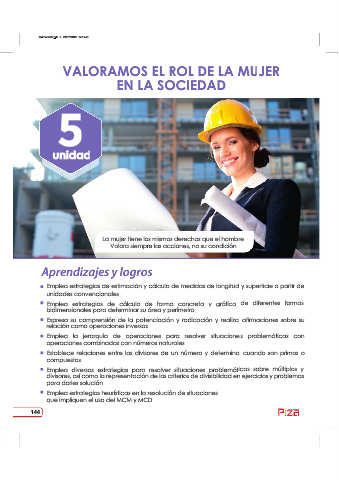 VALORAMOS EL ROL DE LA MUJER
EN LA SOCIEDAD
5
unidad
La mujer tiene los mismos derechos que el hombre
Valora siempre las acciones, no su condición
Aprendizajes y logros
Emplea estrategias de estimación y cálculo de medidas de longitud y superficie a partir de
unidades convencionales
Emplea estrategias de cálculo de forma concreta y gráfica de diferentes formas
bidimensionales para determinar su área y perímetro
Expresa su comprensión de la potenciación y radicación y realiza afirmaciones sobre su
relación como operaciones inversas
Emplea la jerarquía de operaciones para resolver situaciones problemáticas con
operaciones combinadas con números naturales
Establece relaciones entre los divisores de un número y determina cuando son primos o
compuestos
Emplea diversas estrategias para resolver situaciones problemáticas sobre múltiplos y
divisores, así como la representación de los criterios de divisibilidad en ejercicios y problemas
para darles solución
Emplea estrategias heurísticas en la resolución de situaciones
que impliquen el uso del MCM y MCD
146